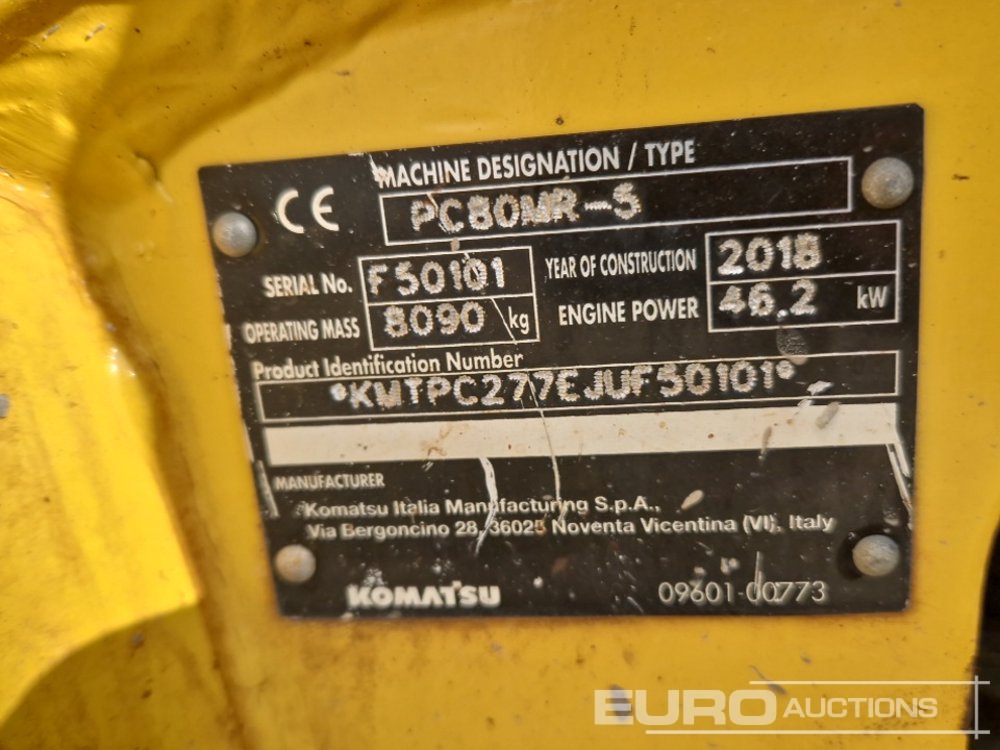 CE
MACHINE DESIGNATION / TYPE
PC80MR-5
SERIAL No. F50101
YEAR OF CONSTRUCTION 2018
OPERATING MASS 8090 kg
ENGINE POWER 46.2 kW
Product Identification Number
*KMTPC277EJUF50101*
MANUFACTURER
Komatsu Italia Manufacturing S.p.A.,
Via Bergoncino 28, 36025 Noventa Vicentina (VI), Italy
KOMATSU 09601-00773
EURO AUCTIONS